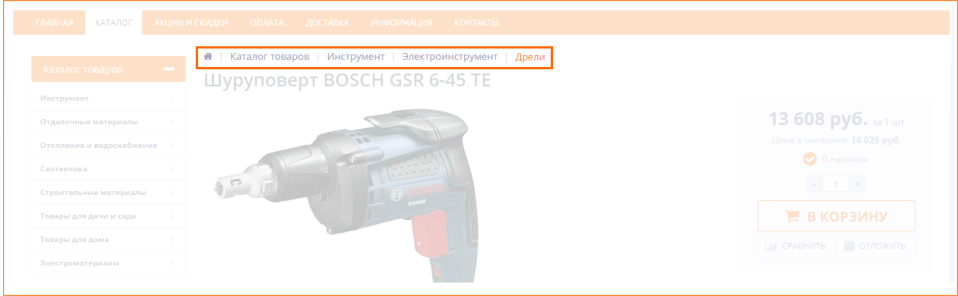 ГЛАВНАЯ КАТАЛОГ АКЦИИ И СКИДКИ ОПЛАТА ДОСТАВКА ИНФОРМАЦИЯ КОНТАКТЫ
Каталог товаров | Инструмент | Электроинструмент | Дрели
Каталог товаров
Шуруповерт BOSCH GSR 6-45 TE
Инструмент
Отделочные материалы
Отопление и водоснабжение
Сантехника
Строительные материалы
Товары для дачи и сада
Товары для дома
Электроматериалы
BOSCH
13 608 руб. за 1 шт
Цена в магазине: 14 029 руб.
В наличии
- 1 +
В КОРЗИНУ
СРАВНИТЬ ОТЛОЖИТЬ